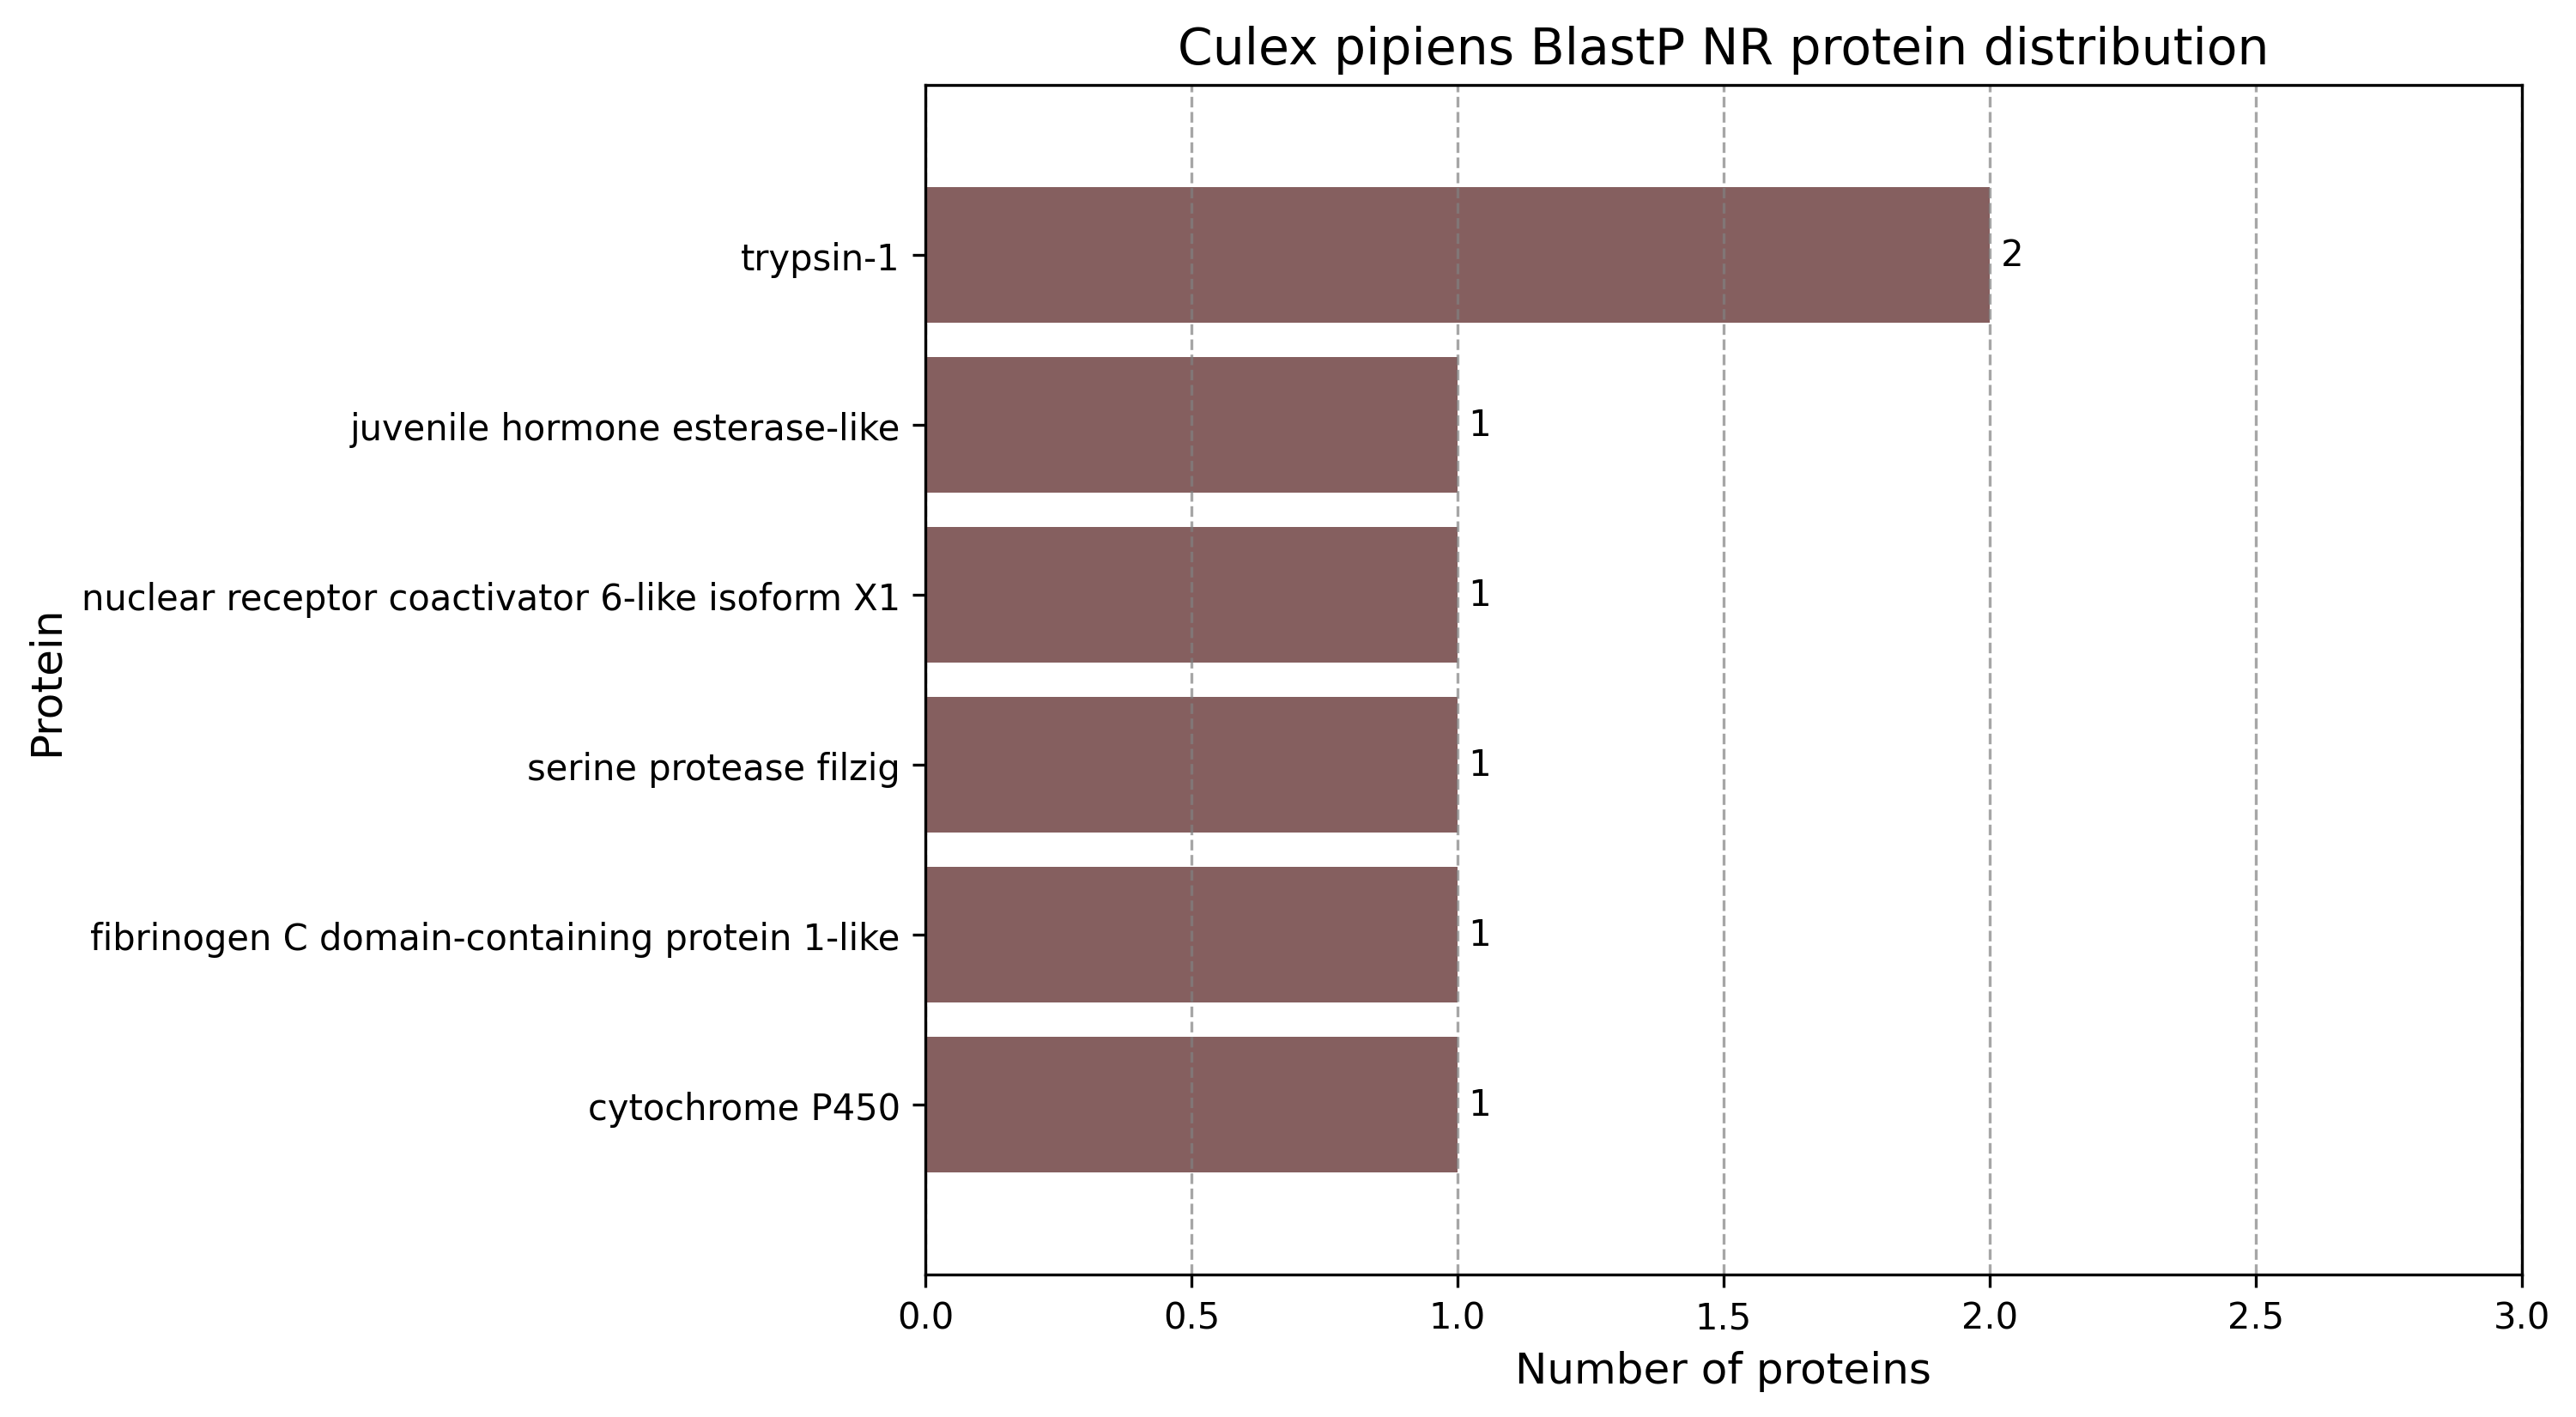 Culex pipiens BlastP NR protein distribution
trypsin-1
2
juvenile hormone esterase-like
1
nuclear receptor coactivator 6-like isoform X1
1
serine protease filzig
1
fibrinogen C domain-containing protein 1-like
1
cytochrome P450
1
Protein
0.0 0.5 1.0 1.5 2.0 2.5 3.0
Number of proteins